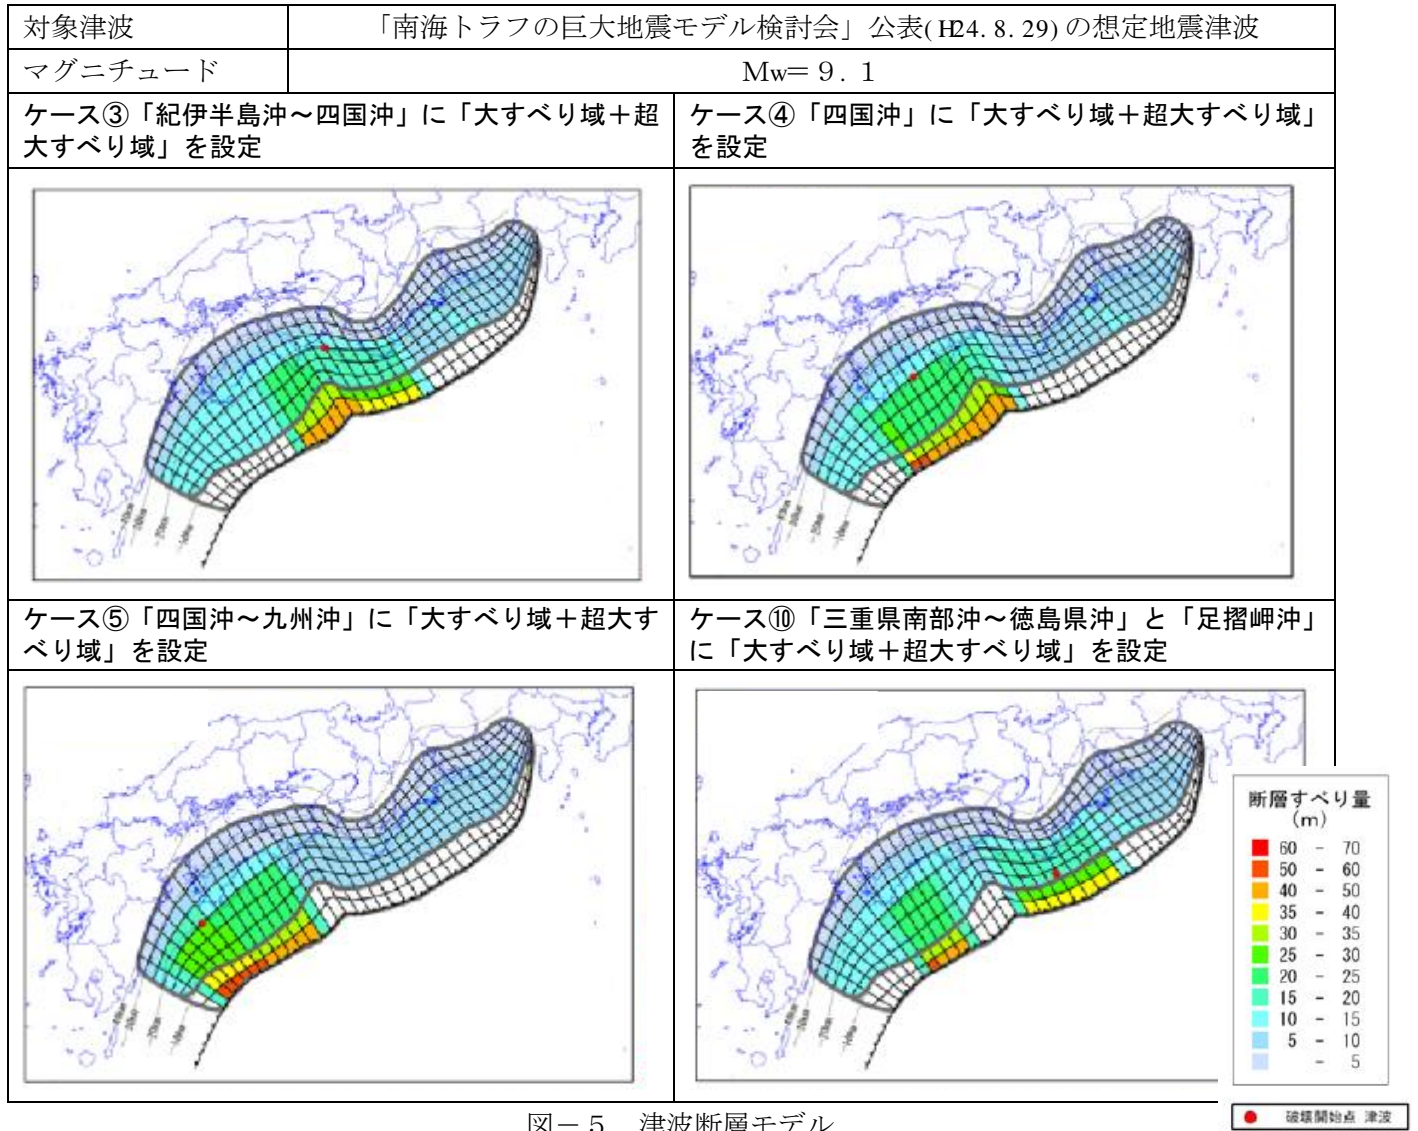 対象津波
「南海トラフの巨大地震モデル検討会」公表(H24.8.29)の想定地震津波
マグニチュード
Mw=９.１
ケース③「紀伊半島沖～四国沖」に「大すべり域＋超
大すべり域」を設定
ケース④「四国沖」に「大すべり域＋超大すべり域」
を設定
ケース⑤「四国沖～九州沖」に「大すべり域＋超大す
べり域」を設定
ケース⑩「三重県南部沖～徳島県沖」と「足摺岬沖」
に「大すべり域＋超大すべり域」を設定
断層すべり量
(m)
60 - 70
50 - 60
40 - 50
35 - 40
30 - 35
25 - 30
20 - 25
15 - 20
10 - 15
5 - 10
- 5
破壊開始点 津波
図－５ 津波断層モデル